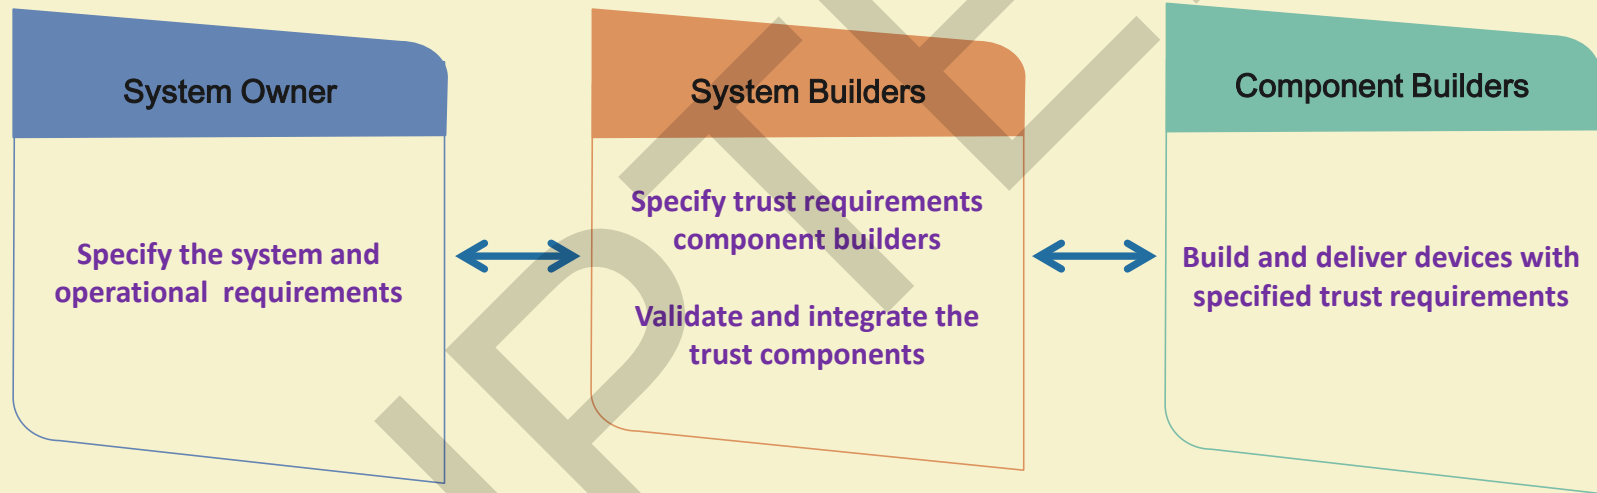 System Owner
Specify the system and
operational requirements
System Builders
Specify trust requirements
component builders
Validate and integrate the
trust components
Component Builders
Build and deliver devices with
specified trust requirements